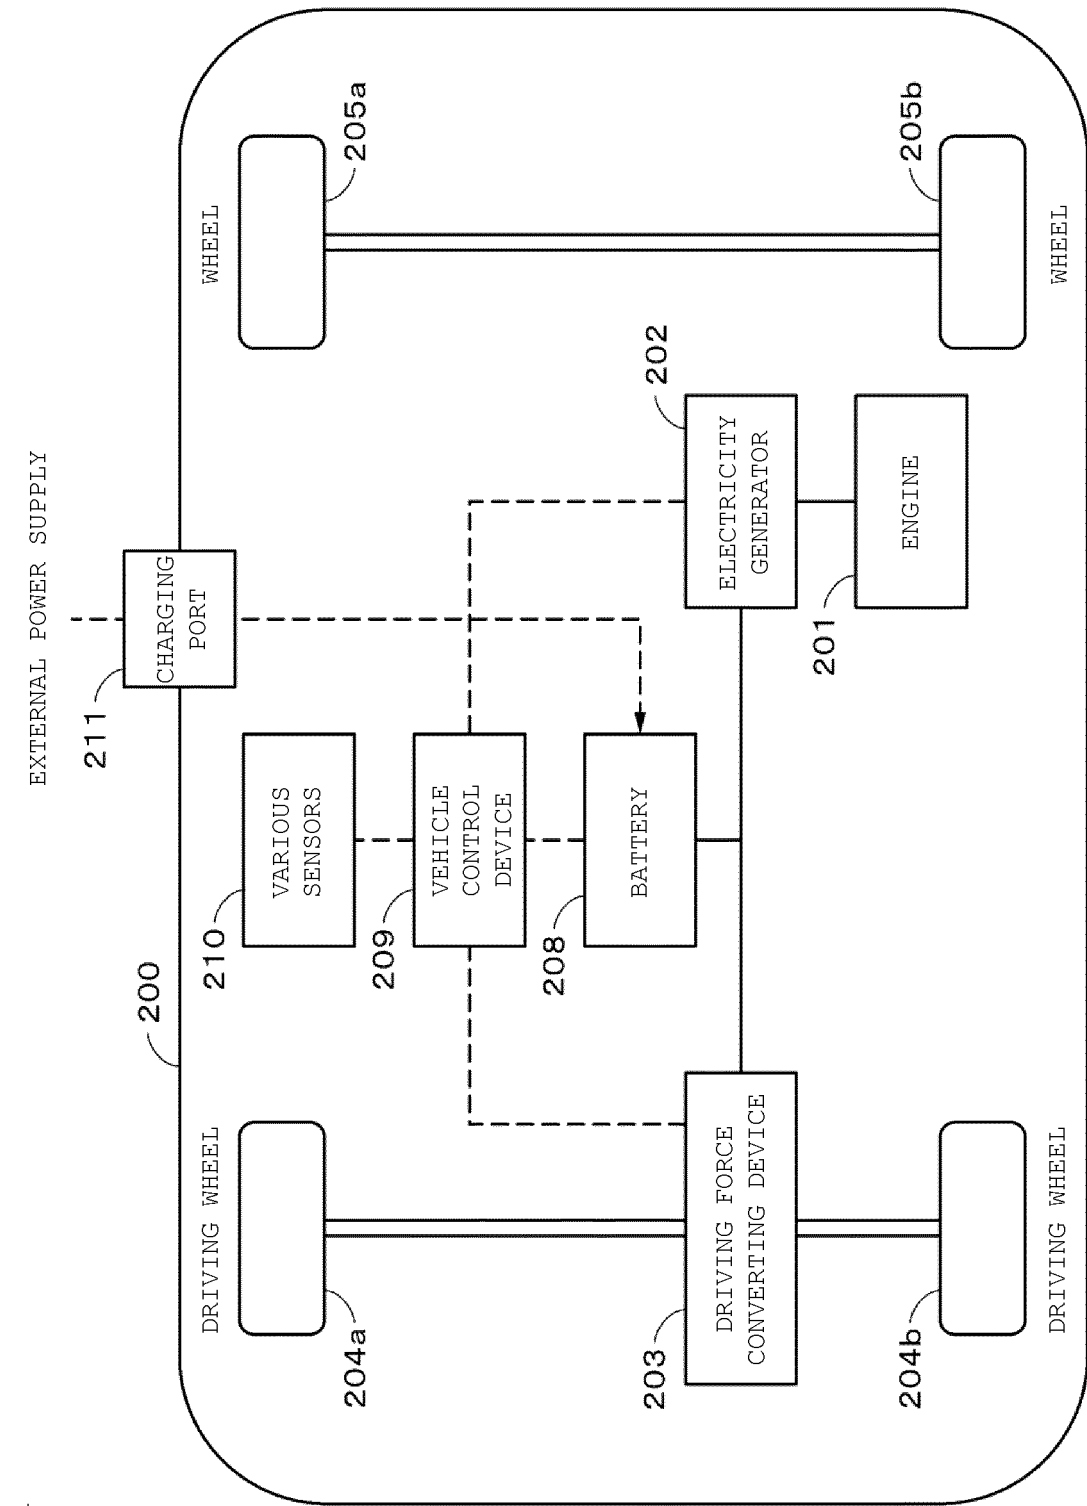 EXTERNAL POWER SUPPLY
211
CHARGING
PORT
200
DRIVING WHEEL
204a
210
VARIOUS
SENSORS
WHEEL
205a
209
VEHICLE
CONTROL
DEVICE
208
BATTERY
203
DRIVING FORCE
CONVERTING DEVICE
202
ELECTRICITY
GENERATOR
201
ENGINE
204b
DRIVING WHEEL
205b
WHEEL